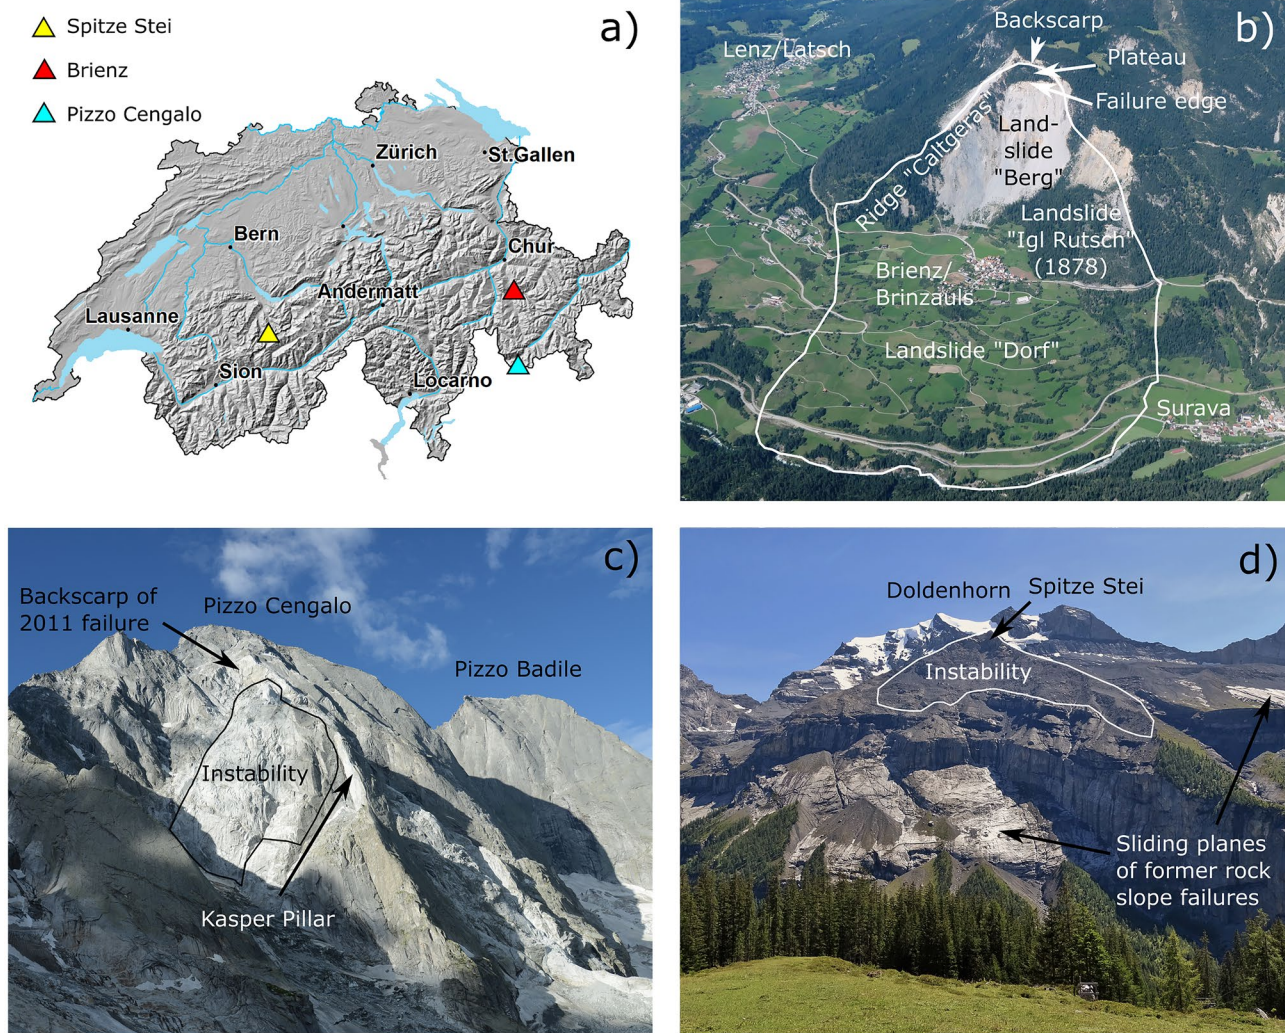 Spitze Stei
Brienz
Pizzo Cengalo
a)
Zürich
St.Gallen
Bern
Chur
Andermatt
Lausanne
Sion
Locarno
b)
Backscarp
Lenz/Latsch
Plateau
Failure edge
Land-
slide
"Berg"
Ridge "Caltgeras"
Landslide
"Igl Rutsch"
(1878)
Brienz/
Brinzauls
Landslide "Dorf"
Surava
c)
Backscarp of
2011 failure
Pizzo Cengalo
Pizzo Badile
Instability
Kasper Pillar
d)
Doldenhorn
Spitze Stei
Instability
Sliding planes
of former rock
slope failures